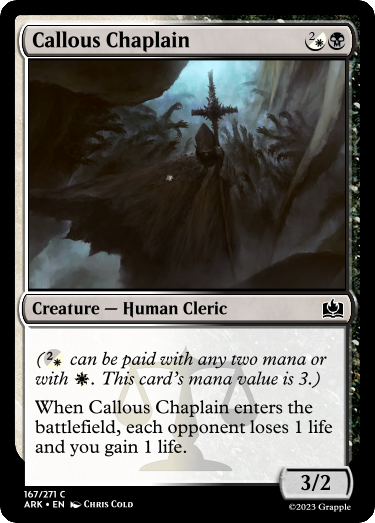 Callous Chaplain 2
Creature — Human Cleric
(2 can be paid with any two mana or
with . This card's mana value is 3.)
When Callous Chaplain enters the
battlefield, each opponent loses 1 life
and you gain 1 life.
3/2
167/271 C
ARK • EN Chris Cold
©2023 Grapple